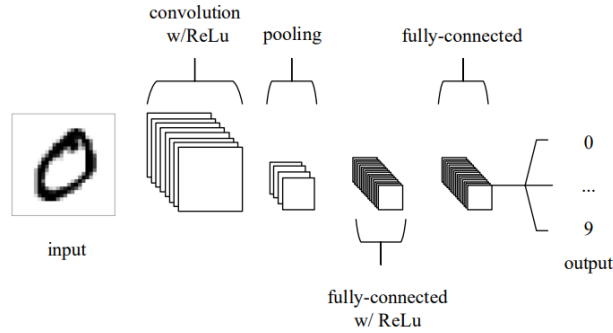 convolution
w/ReLu
pooling
fully-connected
0
...
9
input
output
fully-connected
w/ ReLu